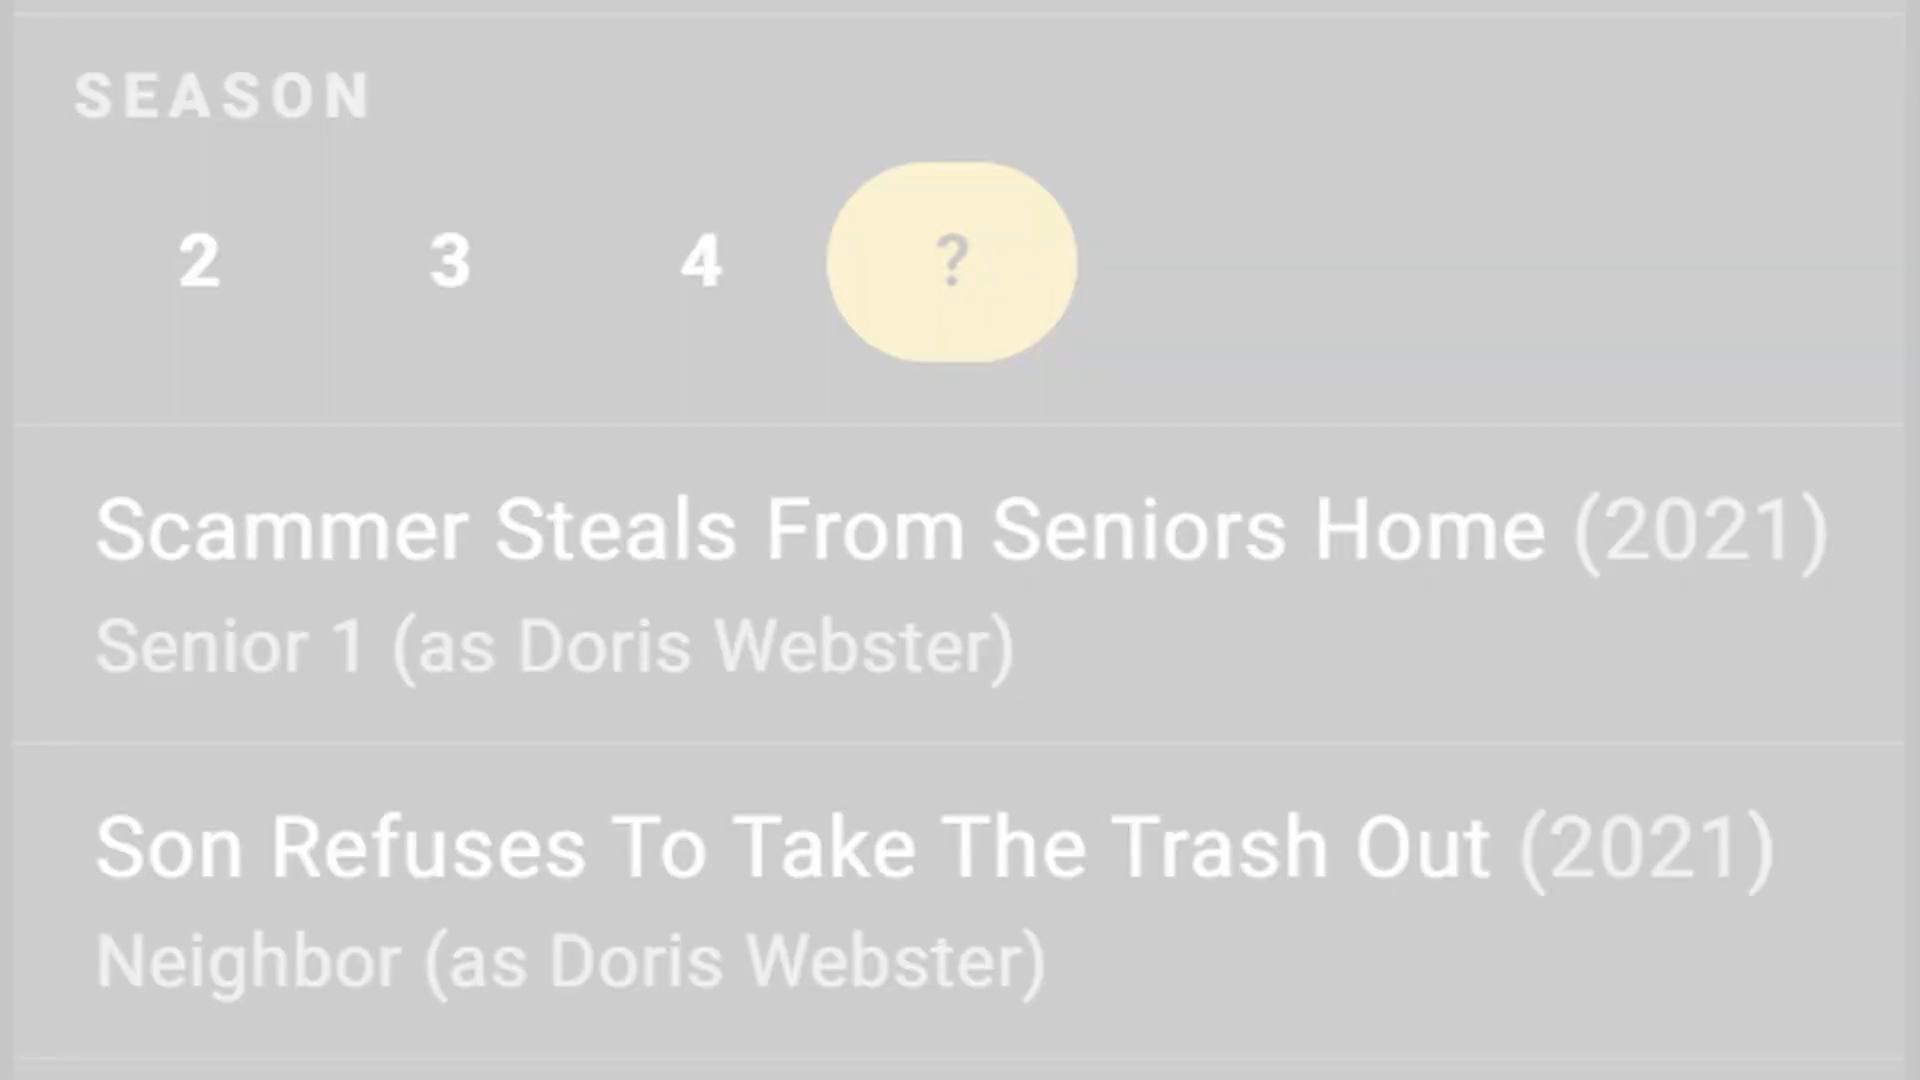 SEASON
2 3 4 ?
Scammer Steals From Seniors Home (2021)
Senior 1 (as Doris Webster)
Son Refuses To Take The Trash Out (2021)
Neighbor (as Doris Webster)